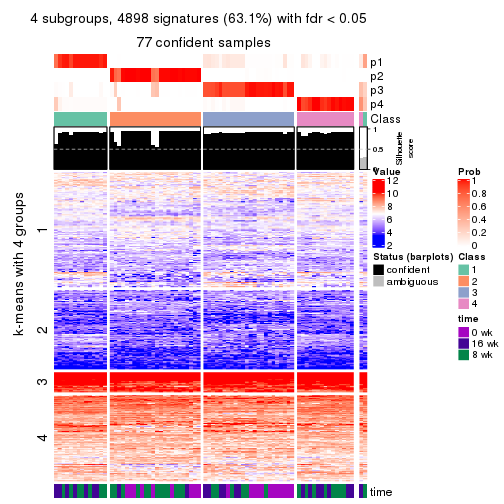 4 subgroups, 4898 signatures (63.1%) with fdr < 0.05
77 confident samples
p1
p2
p3
p4
Class
1
0.5
0
Silhouette
score
k-means with 4 groups
1
2
3
4
time
Value
12
10
8
6
4
2
Prob
1
0.8
0.6
0.4
0.2
0
Status (barplots)
confident
ambiguous
Class
1
2
3
4
time
0 wk
16 wk
8 wk